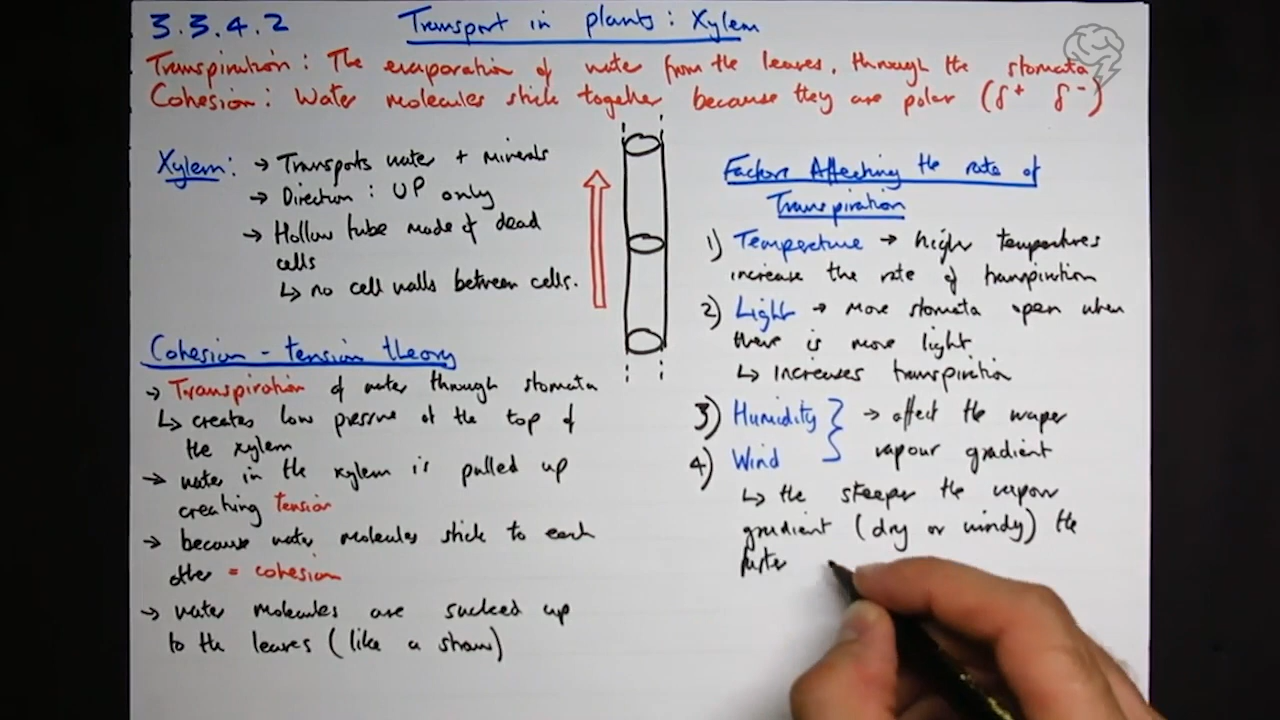 3.3.4.2 Transport in plants : Xylem
Transpiration : The evaporation of water from the leaves, through the stomata
Cohesion : Water molecules stick together because they are polar (δ+ δ-)
Xylem : → Transports water + minerals
→ Direction : UP only
→ Hollow tube made of dead
cells
↳ no cell walls between cells.
Cohesion - tension theory
→ Transpiration of water through stomata
↳ creates low pressure at the top of
the xylem
→ water in the xylem is pulled up
creating tension
→ because water molecules stick to each
other = cohesion
→ water molecules are sucked up
to the leaves (like a straw)
Factors Affecting the rate of
Transpiration
1) Temperature → higher temperatures
increase the rate of transpiration
2) Light → More stomata open when
there is more light
↳ increases transpiration
3) Humidity } → affect the water
4) Wind vapour gradient
↳ the steeper the vapour
gradient (dry or windy) the
faster